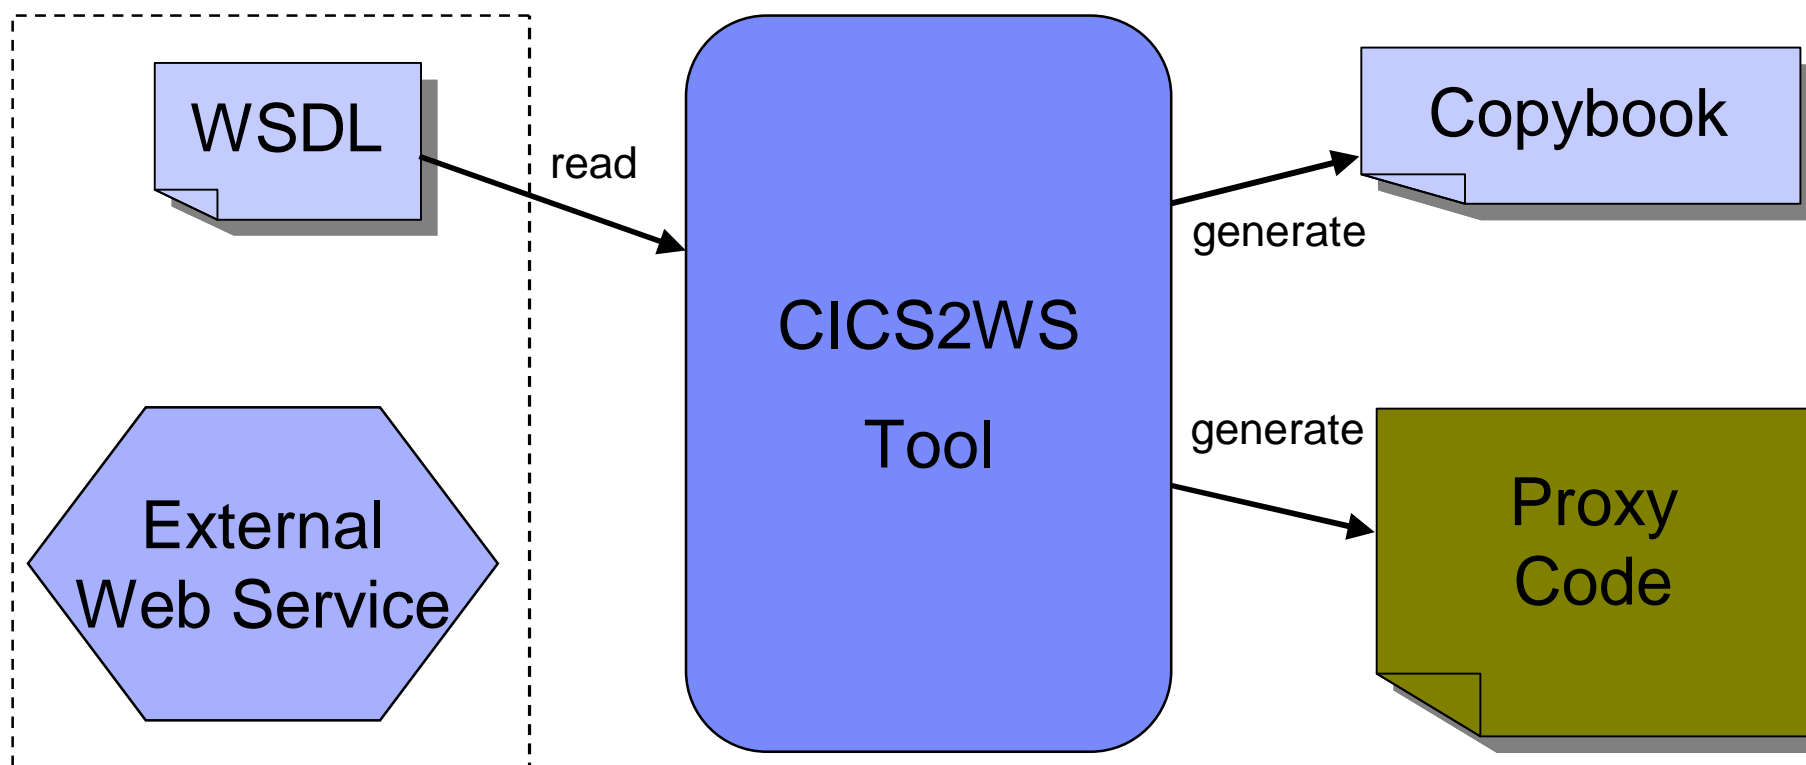 WSDL
read
External
Web Service
CICS2WS
Tool
generate
Copybook
generate
Proxy
Code